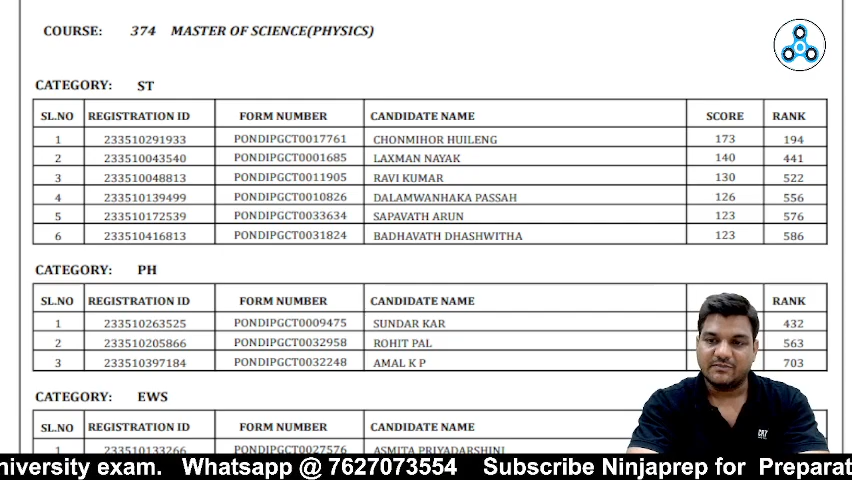 COURSE: 374 MASTER OF SCIENCE(PHYSICS)
CATEGORY: ST
SL.NO REGISTRATION ID FORM NUMBER CANDIDATE NAME SCORE RANK
1 233510291933 PONDIPGCT0017761 CHONMIHOR HUILENG 173 194
2 233510043540 PONDIPGCT0001685 LAXMAN NAYAK 140 441
3 233510048813 PONDIPGCT0011905 RAVI KUMAR 130 522
4 233510139499 PONDIPGCT0010826 DALAMWANHAKA PASSAH 126 556
5 233510172539 PONDIPGCT0033634 SAPAVATH ARUN 123 576
6 233510416813 PONDIPGCT0031824 BADHAVATH DHASHWITHA 123 586
CATEGORY: PH
SL.NO REGISTRATION ID FORM NUMBER CANDIDATE NAME RANK
1 233510263525 PONDIPGCT0009475 SUNDAR KAR 432
2 233510205866 PONDIPGCT0032958 ROHIT PAL 563
3 233510397184 PONDIPGCT0032248 AMAL K P 703
CATEGORY: EWS
SL.NO REGISTRATION ID FORM NUMBER CANDIDATE NAME
1 233510133266 PONDIPGCT0027576 ASMITA PRIYADARSHINI
niversity exam. Whatsapp @ 7627073554 Subscribe Ninjaprep for Preparat